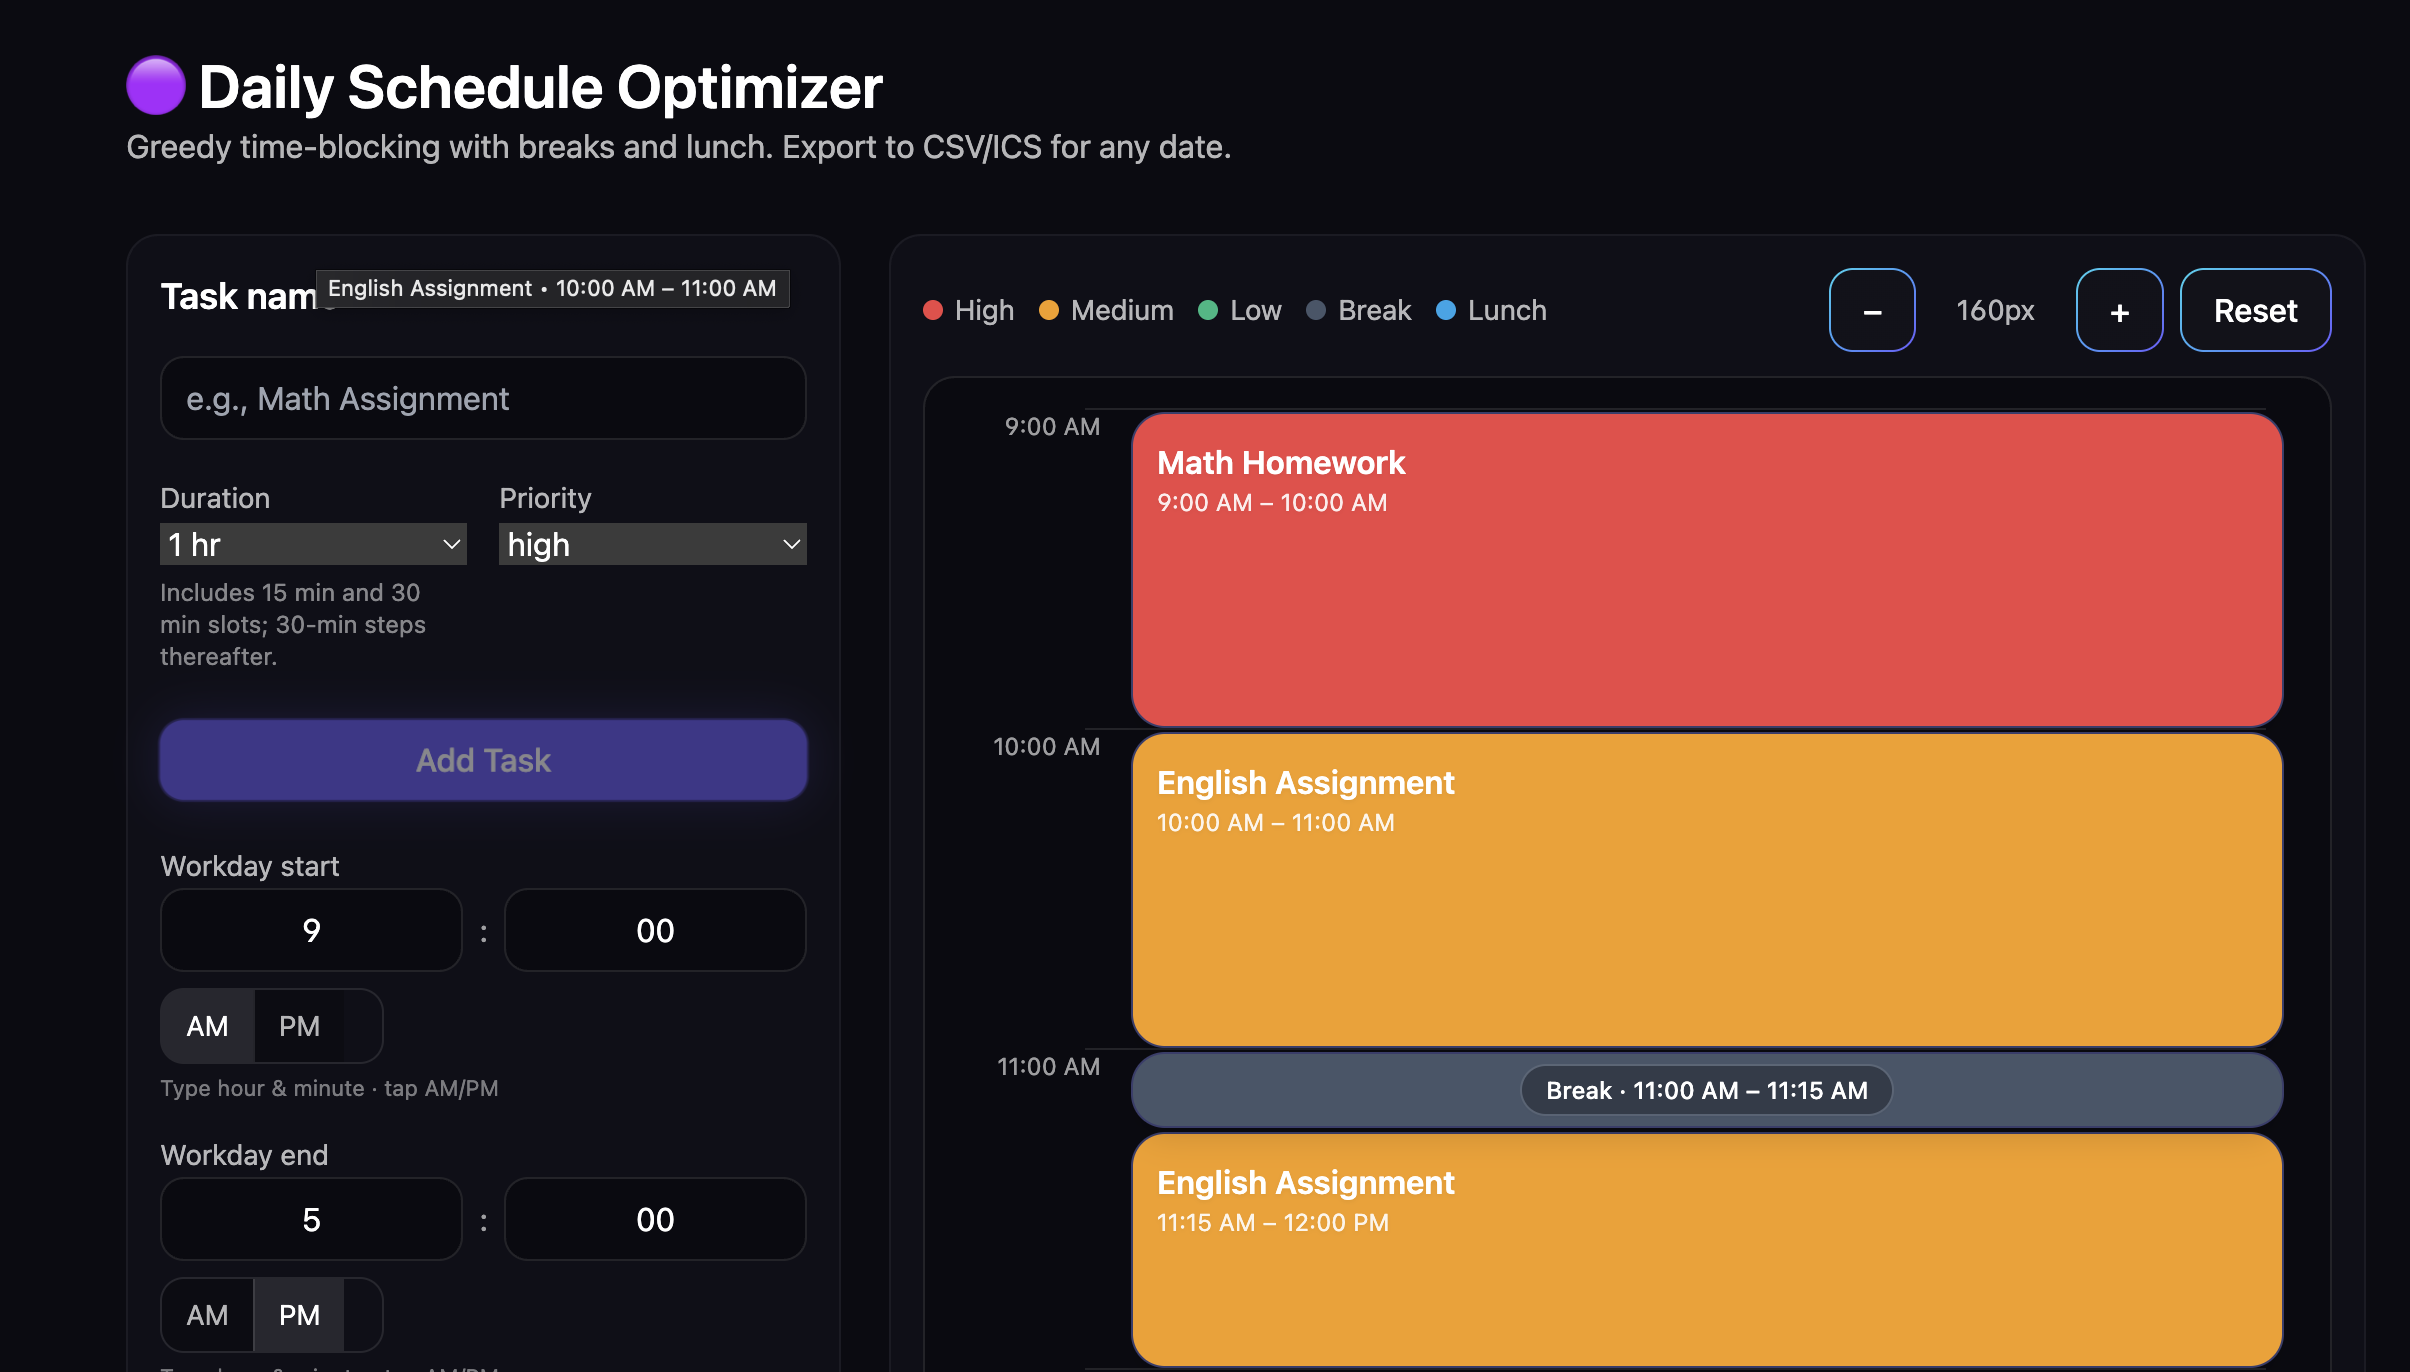 Daily Schedule Optimizer
Greedy time-blocking with breaks and lunch. Export to CSV/ICS for any date.
Task nam
English Assignment • 10:00 AM – 11:00 AM
e.g., Math Assignment
Duration
Priority
1 hr
high
Includes 15 min and 30
min slots; 30-min steps
thereafter.
Add Task
Workday start
9 : 00
AM PM
Type hour & minute · tap AM/PM
Workday end
5 : 00
AM PM
High Medium Low Break Lunch
– 160px + Reset
9:00 AM
Math Homework
9:00 AM – 10:00 AM
10:00 AM
English Assignment
10:00 AM – 11:00 AM
11:00 AM
Break · 11:00 AM – 11:15 AM
English Assignment
11:15 AM – 12:00 PM